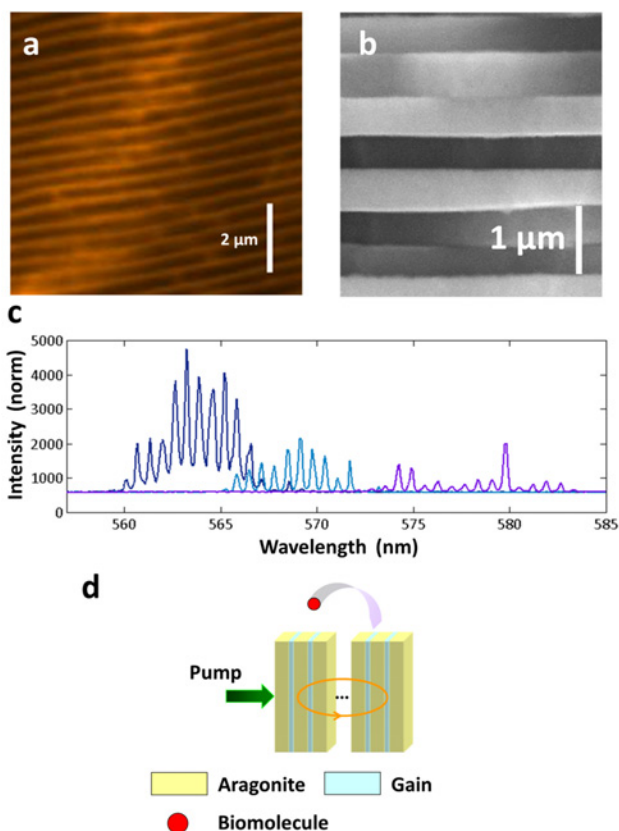 a
2 μm
b
1 μm
c
Intensity (norm)
5000
4000
3000
2000
1000
0
560
565
570
575
580
585
Wavelength (nm)
d
Pump
...
Aragonite
Gain
Biomolecule